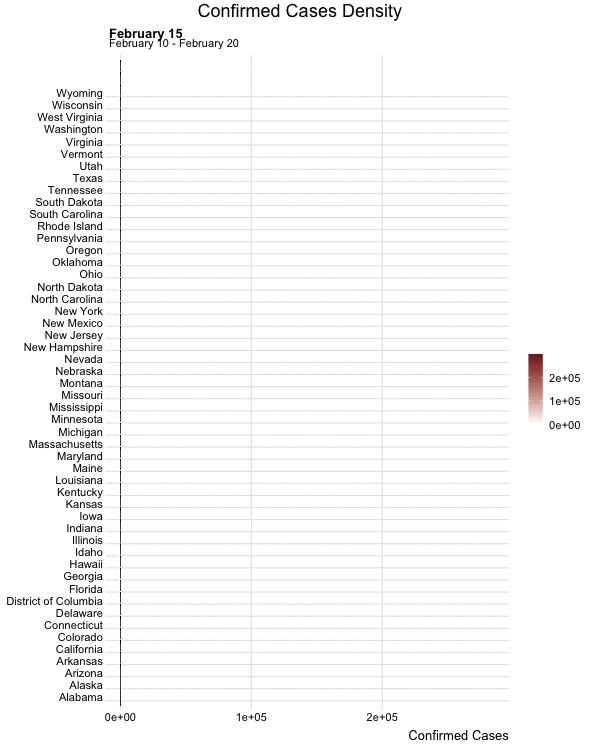 Confirmed Cases Density
February 15
February 10 - February 20
Wyoming
Wisconsin
West Virginia
Washington
Virginia
Vermont
Utah
Texas
Tennessee
South Dakota
South Carolina
Rhode Island
Pennsylvania
Oregon
Oklahoma
Ohio
North Dakota
North Carolina
New York
New Mexico
New Jersey
New Hampshire
Nevada
Nebraska
Montana
Missouri
Mississippi
Minnesota
Michigan
Massachusetts
Maryland
Maine
Louisiana
Kentucky
Kansas
Iowa
Indiana
Illinois
Idaho
Hawaii
Georgia
Florida
District of Columbia
Delaware
Connecticut
Colorado
California
Arkansas
Arizona
Alaska
Alabama
0e+00 1e+05 2e+05
Confirmed Cases
2e+05
1e+05
0e+00